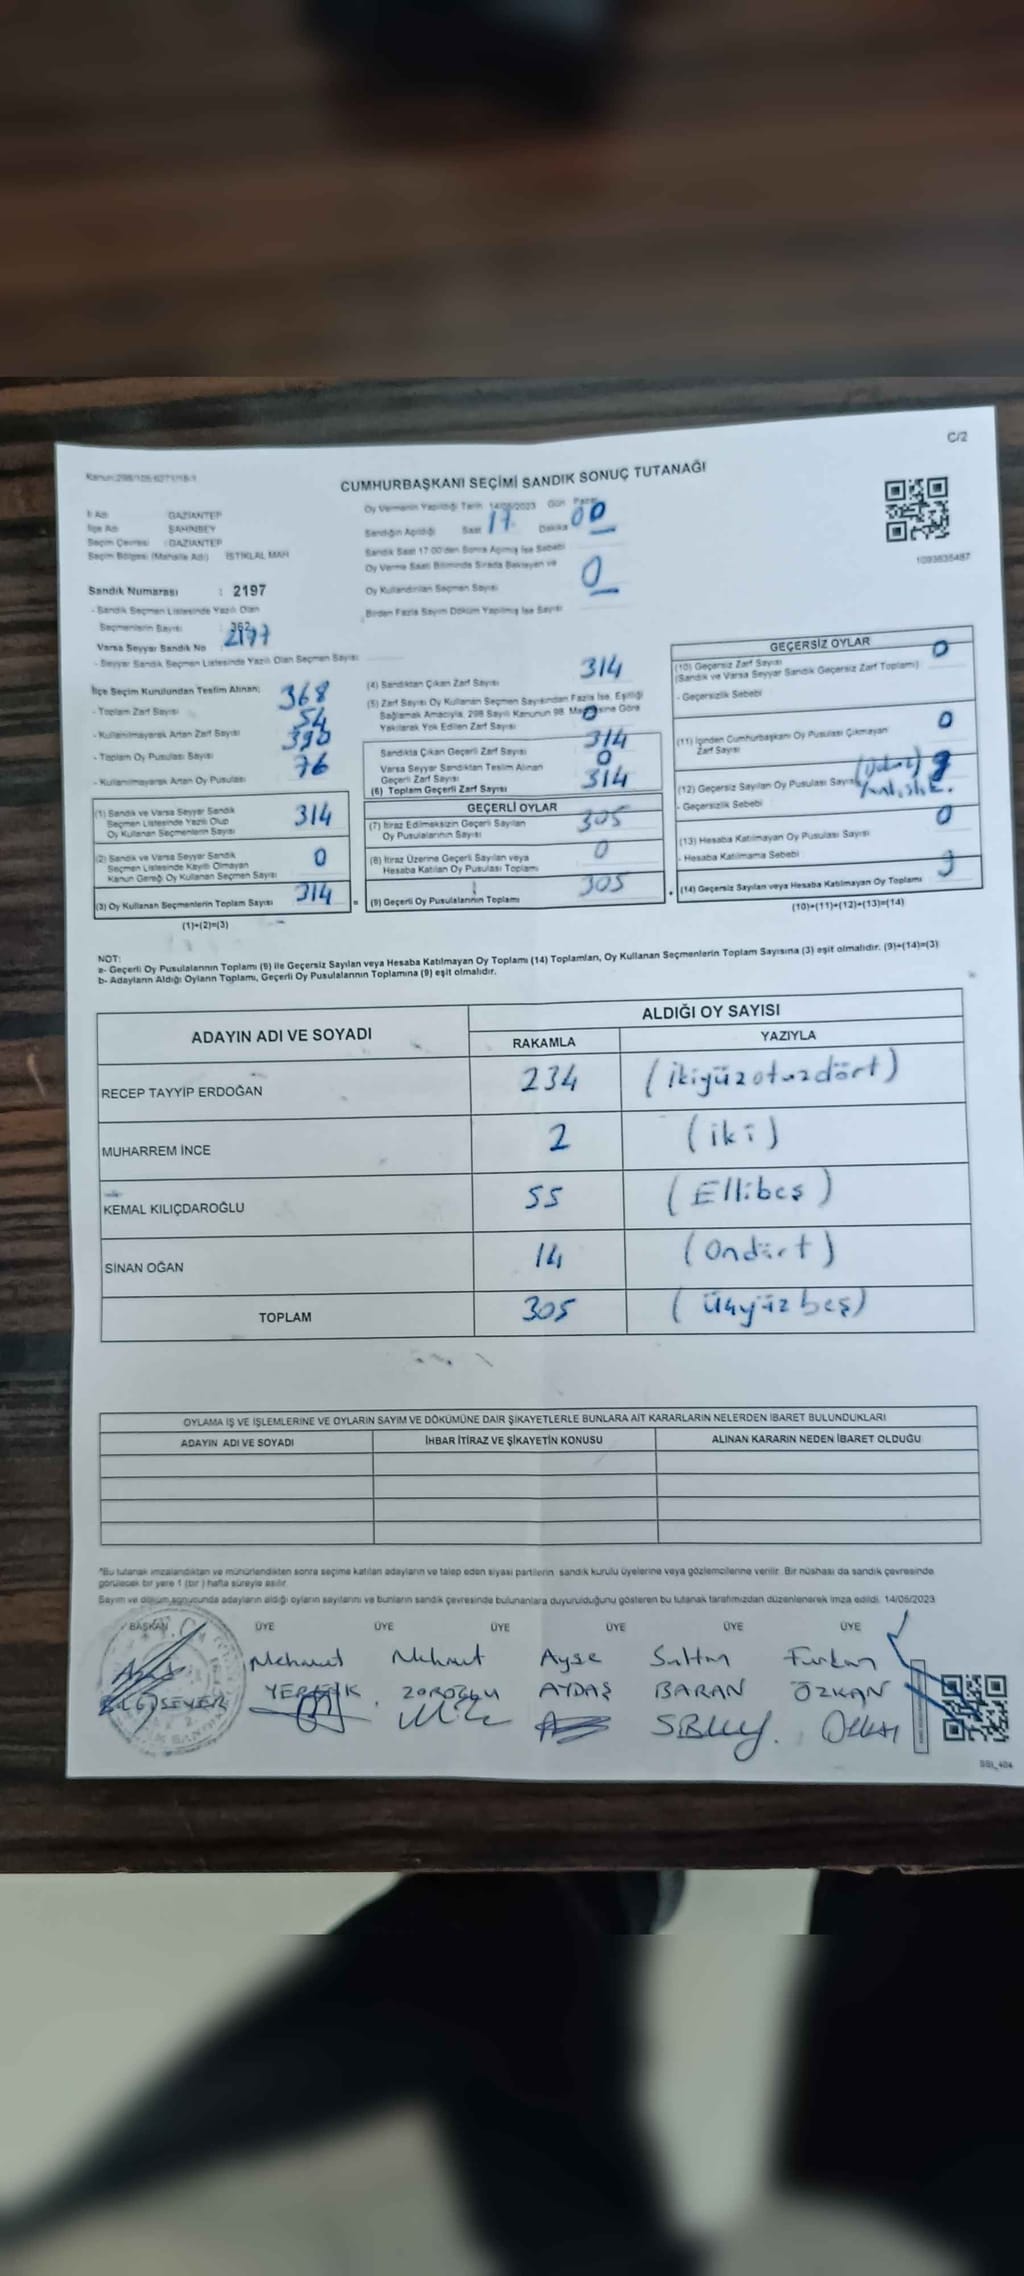 C/2
CUMHURBAŞKANI SEÇİMİ SANDIK SONUÇ TUTANAĞI
İl Adı GAZİANTEP
İlçe Adı ŞAHİNBEY
Seçim Çevresi : GAZİANTEP
Seçim Bölgesi (Mahalle Adı) İSTİKLAL MAH
Sandık Numarası : 2197
- Sandık Seçmen Listesinde Yazılı Olan
Seçmenlerin Sayısı : 362
Varsa Seyyar Sandık No 2197
- Seyyar Sandık Seçmen Listesinde Yazılı Olan Seçmen Sayısı
Oy Vermenin Yapıldığı Tarih 14/05/2023 Gün Pazar
Sandığın Açıldığı Saat 17 Dakika 00
Sandık Saat 17:00'den Sonra Açılmış İse Sebebi
Oy Verme Saati Bitiminde Sırada Bekleyen ve
Oy Kullandırılan Seçmen Sayısı 0
Birden Fazla Sayım Döküm Yapılmış İse Sayısı
1093635487
İlçe Seçim Kurulundan Teslim Alınan;
- Toplam Zarf Sayısı 368
- Kullanılmayarak Artan Zarf Sayısı 54
- Toplam Oy Pusulası Sayısı 390
- Kullanılmayarak Artan Oy Pusulası 76
(1) Sandık ve Varsa Seyyar Sandık
Seçmen Listesinde Yazılı Olup
Oy Kullanan Seçmenlerin Sayısı 314
(2) Sandık ve Varsa Seyyar Sandık
Seçmen Listesinde Kayıtlı Olmayan
Kanun Gereği Oy Kullanan Seçmen Sayısı 0
(3) Oy Kullanan Seçmenlerin Toplam Sayısı 314
(1)+(2)=(3)
(4) Sandıktan Çıkan Zarf Sayısı 314
(5) Zarf Sayısı Oy Kullanan Seçmen Sayısından Fazla İse, Eşitliği
Sağlamak Amacıyla, 298 Sayılı Kanunun 98. Maddesine Göre
Yakılarak Yok Edilen Zarf Sayısı 0
Sandıkta Çıkan Geçerli Zarf Sayısı 314
Varsa Seyyar Sandıktan Teslim Alınan
Geçerli Zarf Sayısı 0
(6) Toplam Geçerli Zarf Sayısı 314
GEÇERLİ OYLAR
(7) İtiraz Edilmeksizin Geçerli Sayılan
Oy Pusulalarının Sayısı 305
(8) İtiraz Üzerine Geçerli Sayılan veya
Hesaba Katılan Oy Pusulası Toplamı 0
(9) Geçerli Oy Pusulalarının Toplamı 305
GEÇERSİZ OYLAR
(10) Geçersiz Zarf Sayısı 0
(Sandık ve Varsa Seyyar Sandık Geçersiz Zarf Toplamı)
- Geçersizlik Sebebi
(11) İçinden Cumhurbaşkanı Oy Pusulası Çıkmayan
Zarf Sayısı 0
(12) Geçersiz Sayılan Oy Pusulası Sayısı 9
- Geçersizlik Sebebi
(13) Hesaba Katılmayan Oy Pusulası Sayısı 0
- Hesaba Katılmama Sebebi
(14) Geçersiz Sayılan veya Hesaba Katılmayan Oy Toplamı 9
(10)+(11)+(12)+(13)=(14)
NOT:
a- Geçerli Oy Pusulalarının Toplamı (9) ile Geçersiz Sayılan veya Hesaba Katılmayan Oy Toplamı (14) Toplamları, Oy Kullanan Seçmenlerin Toplam Sayısına (3) eşit olmalıdır. (9)+(14)=(3)
b- Adayların Aldığı Oyların Toplamı, Geçerli Oy Pusulalarının Toplamına (9) eşit olmalıdır.
ADAYIN ADI VE SOYADI ALDIĞI OY SAYISI
RAKAMLA YAZIYLA
RECEP TAYYİP ERDOĞAN 234 (İkiyüzotuzdört)
MUHARREM İNCE 2 (iki)
KEMAL KILIÇDAROĞLU 55 (Ellibeş)
SİNAN OĞAN 14 (Ondört)
TOPLAM 305 (Üçyüzbeş)
OYLAMA İŞ VE İŞLEMLERİNE VE OYLARIN SAYIM VE DÖKÜMÜNE DAİR ŞİKAYETLERLE BUNLARA AİT KARARLARIN NELERDEN İBARET BULUNDUKLARI
ADAYIN ADI VE SOYADI İHBAR İTİRAZ VE ŞİKAYETİN KONUSU ALINAN KARARIN NEDEN İBARET OLDUĞU
*Bu tutanak imzalandıktan ve mühürlendikten sonra seçime katılan adayların ve talep eden siyasi partilerin sandık kurulu üyelerine veya gözlemcilerine verilir. Bir nüshası da sandık çevresinde
görülecek bir yere 1 (bir ) hafta süreyle asılır.
Sayım ve döküm sonucunda adayların aldığı oyların sayılarını ve bunların sandık çevresinde bulunanlara duyurulduğunu gösteren bu tutanak tarafımızdan düzenlenerek imza edildi. 14/05/2023
BAŞKAN ÜYE ÜYE ÜYE ÜYE ÜYE ÜYE
Mehmet Ayşe Sultan Furkan
BİLGİSEVER ZOROĞLU AYDAŞ BARAN ÖZKAN